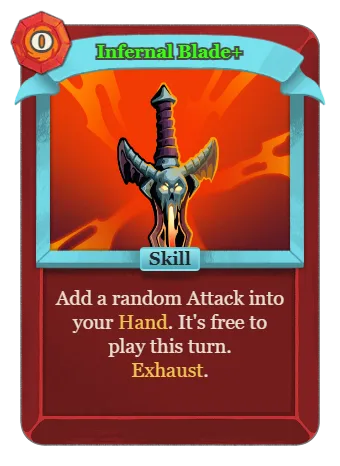 0
Infernal Blade+
Skill
Add a random Attack into
your Hand. It's free to
play this turn.
Exhaust.